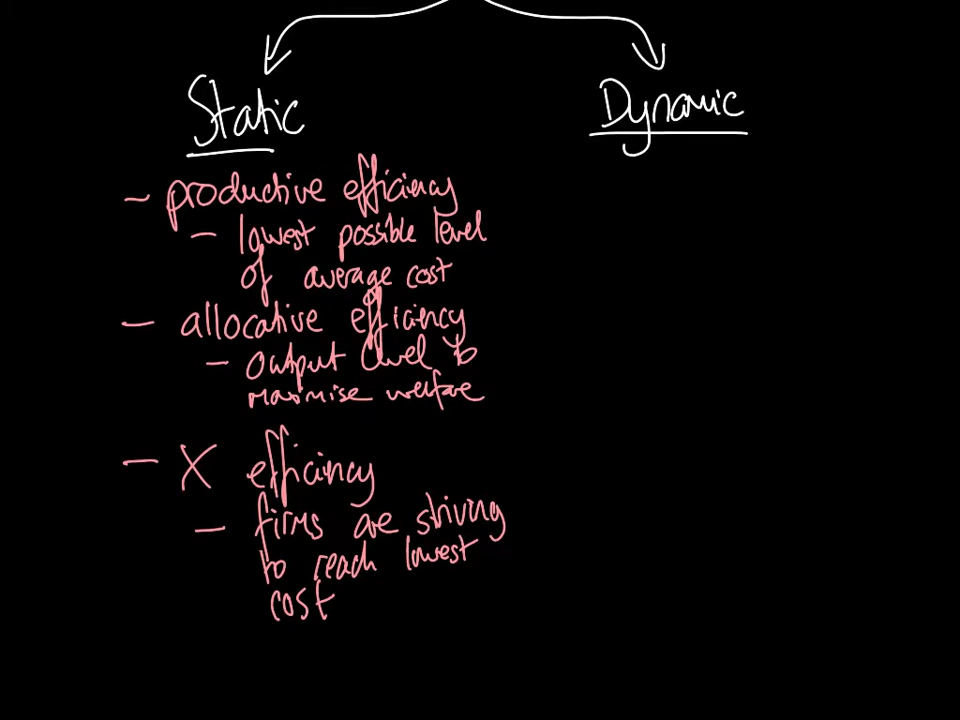 Static
Dynamic
- productive efficiency
- lowest possible level
of average cost
- allocative efficiency
- output level to
maximise welfare
- X efficiency
- firms are striving
to reach lowest
cost